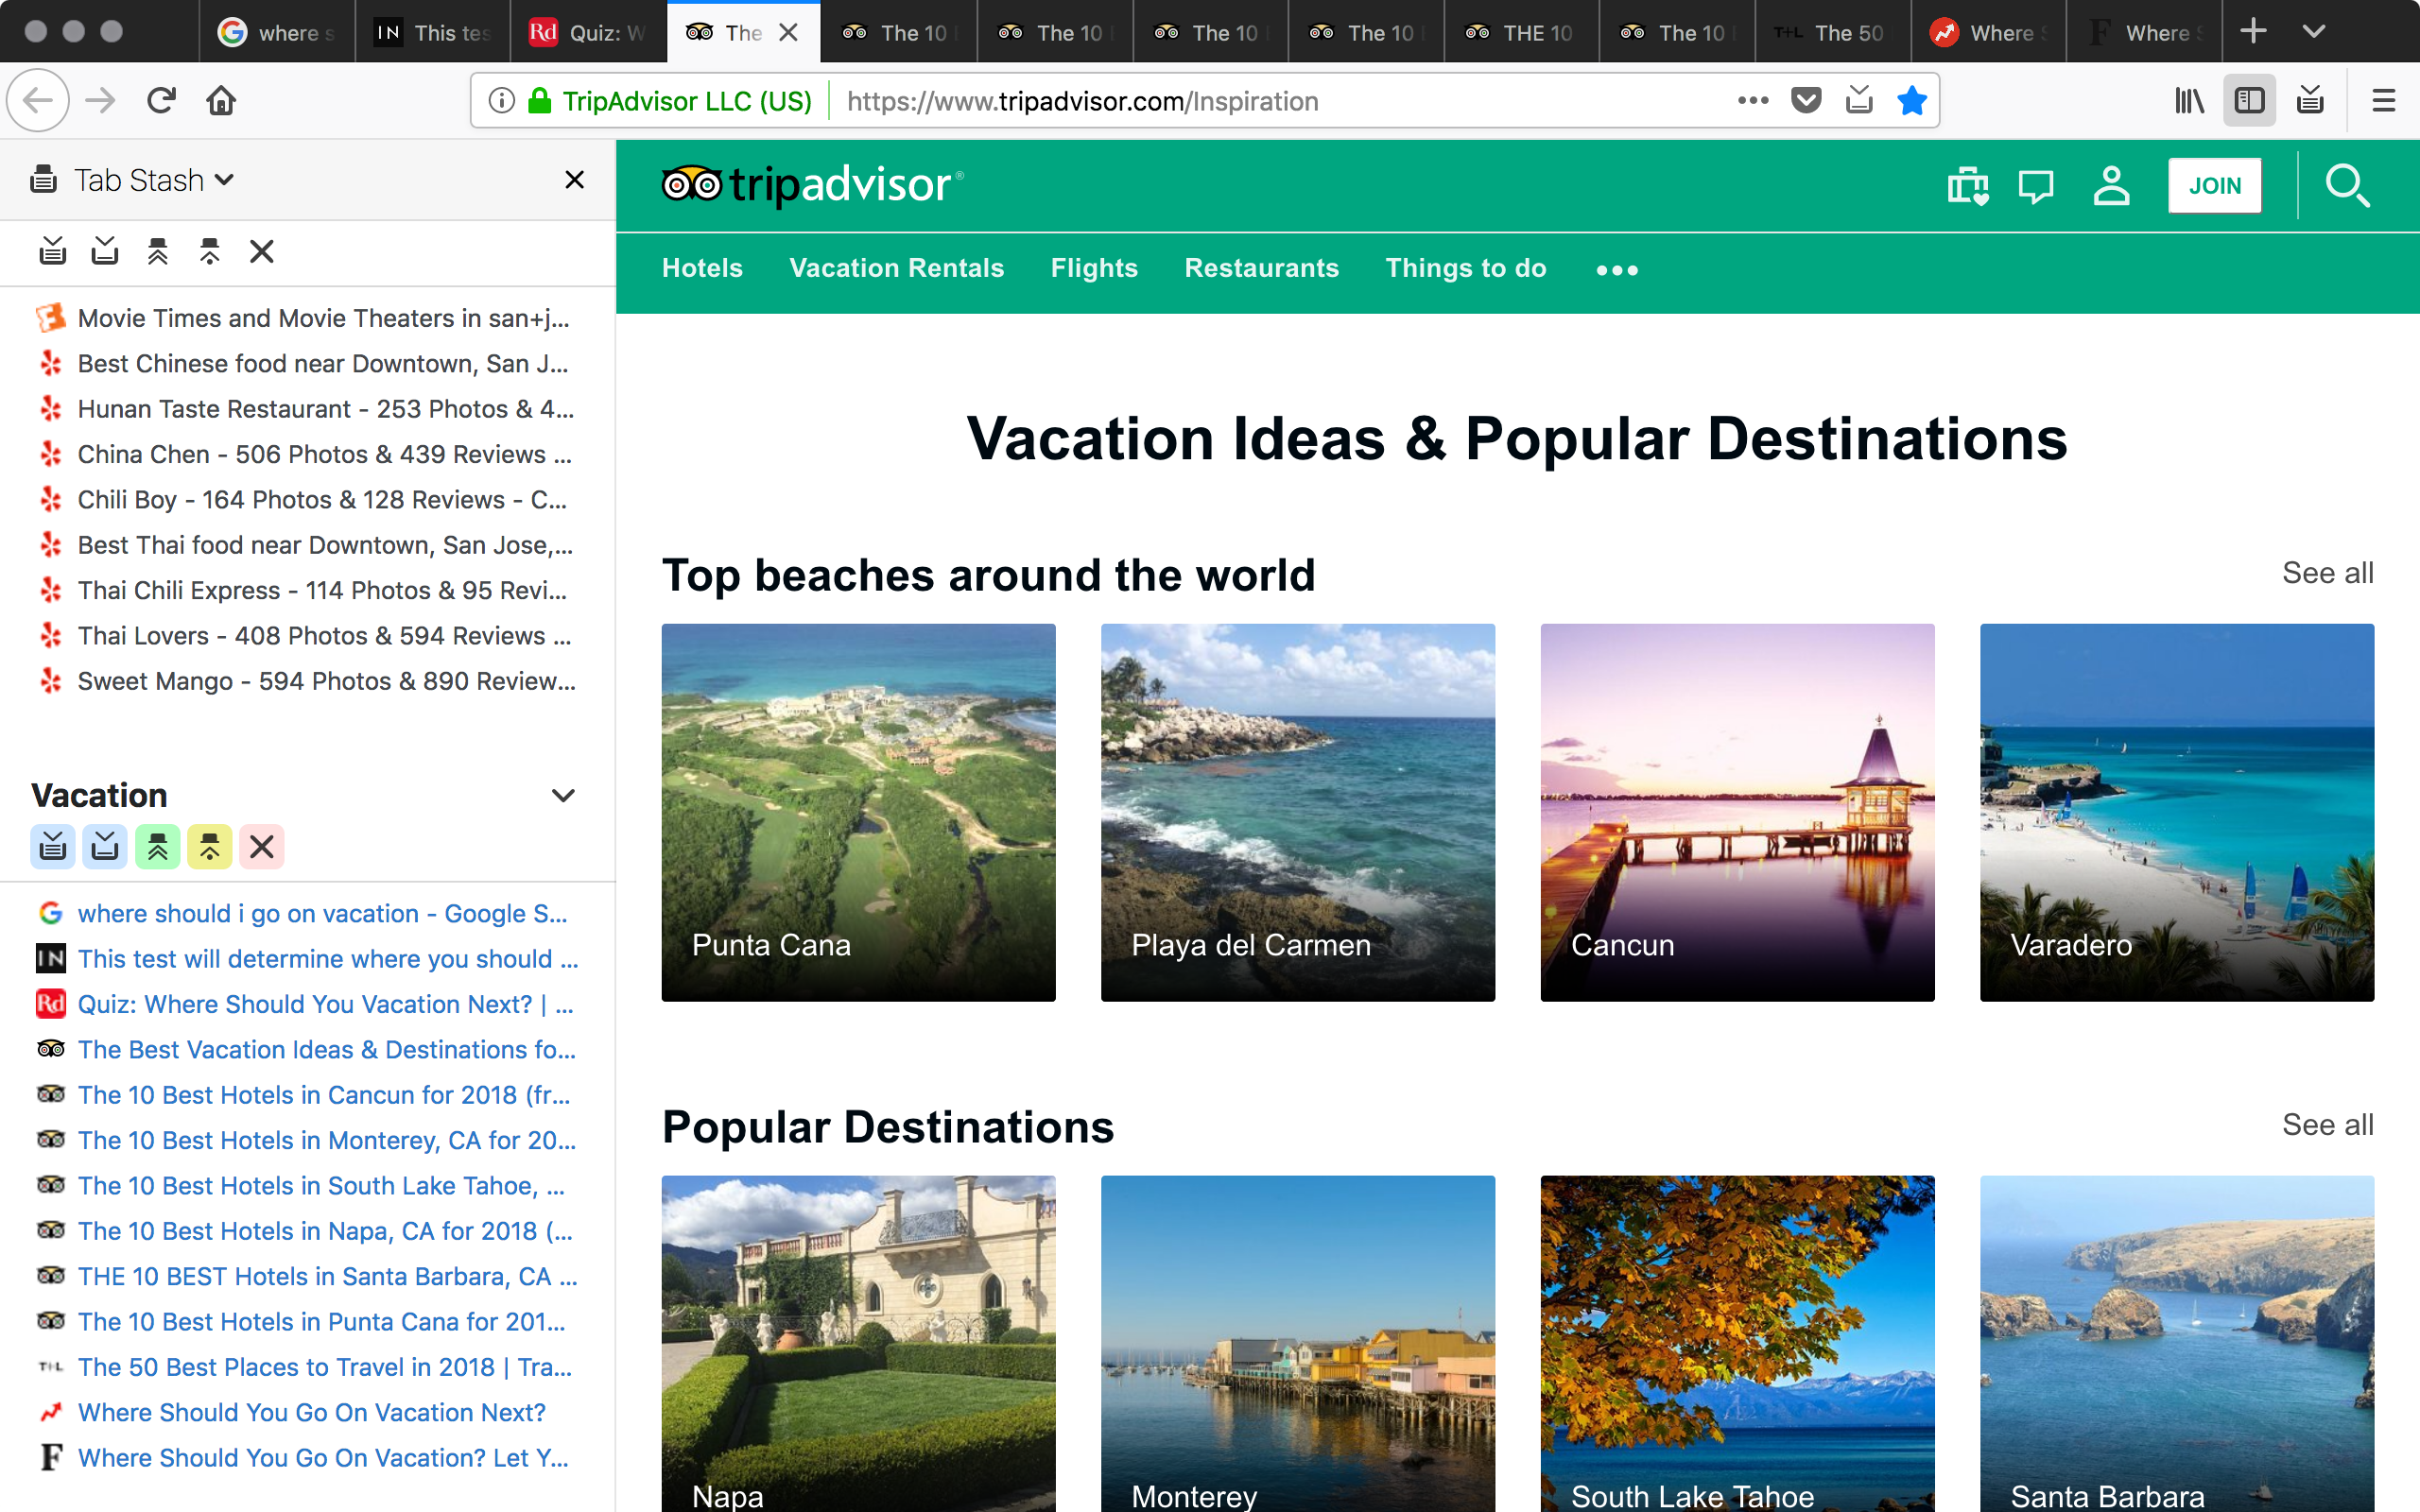 where s
IN This tes
Rd Quiz: W
The
The 10
The 10
The 10
The 10
THE 10
The 10
T+L The 50
Where
F Where
TripAdvisor LLC (US) https://www.tripadvisor.com/Inspiration
Tab Stash
tripadvisor®
JOIN
Hotels Vacation Rentals Flights Restaurants Things to do
Movie Times and Movie Theaters in san+j...
Best Chinese food near Downtown, San J...
Hunan Taste Restaurant - 253 Photos & 4...
China Chen - 506 Photos & 439 Reviews ...
Chili Boy - 164 Photos & 128 Reviews - C...
Best Thai food near Downtown, San Jose,...
Thai Chili Express - 114 Photos & 95 Revi...
Thai Lovers - 408 Photos & 594 Reviews ...
Sweet Mango - 594 Photos & 890 Review...
Vacation
where should i go on vacation - Google S...
IN This test will determine where you should ...
Rd Quiz: Where Should You Vacation Next? | ...
The Best Vacation Ideas & Destinations fo...
The 10 Best Hotels in Cancun for 2018 (fr...
The 10 Best Hotels in Monterey, CA for 20...
The 10 Best Hotels in South Lake Tahoe, ...
The 10 Best Hotels in Napa, CA for 2018 (...
THE 10 BEST Hotels in Santa Barbara, CA ...
The 10 Best Hotels in Punta Cana for 201...
T+L The 50 Best Places to Travel in 2018 | Tra...
Where Should You Go On Vacation Next?
F Where Should You Go On Vacation? Let Y...
Vacation Ideas & Popular Destinations
Top beaches around the world
See all
Punta Cana
Playa del Carmen
Cancun
Varadero
Popular Destinations
See all
Napa
Monterey
South Lake Tahoe
Santa Barbara